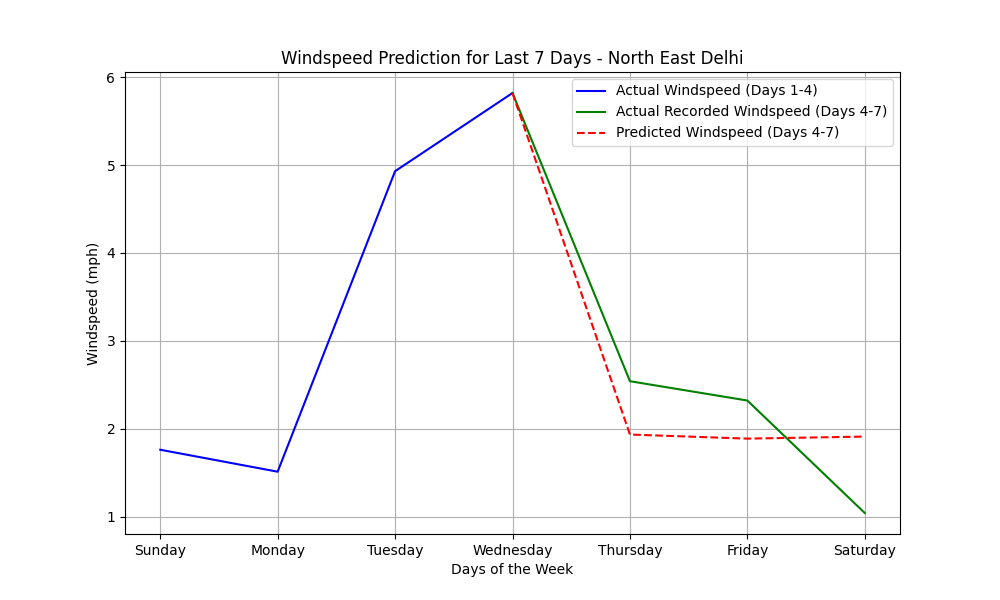 Windspeed Prediction for Last 7 Days - North East Delhi
Actual Windspeed (Days 1-4)
Actual Recorded Windspeed (Days 4-7)
Predicted Windspeed (Days 4-7)
Windspeed (mph)
6
5
4
3
2
1
Sunday Monday Tuesday Wednesday Thursday Friday Saturday
Days of the Week